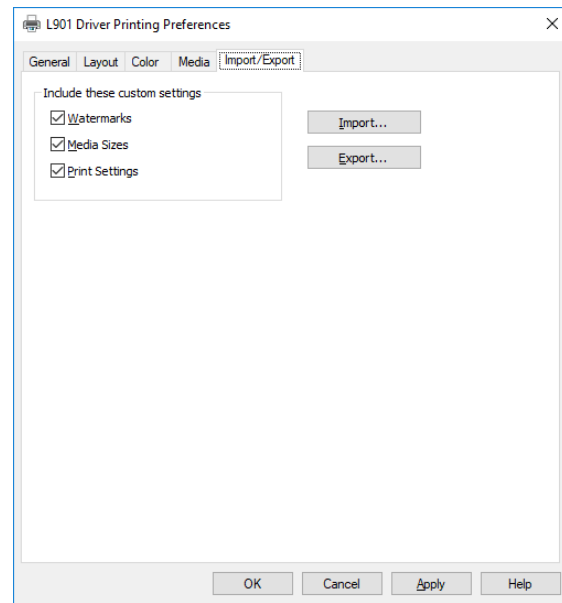 L901 Driver Printing Preferences
General Layout Color Media Import/Export
Include these custom settings
Watermarks
Import...
Media Sizes
Export...
Print Settings
OK Cancel Apply Help